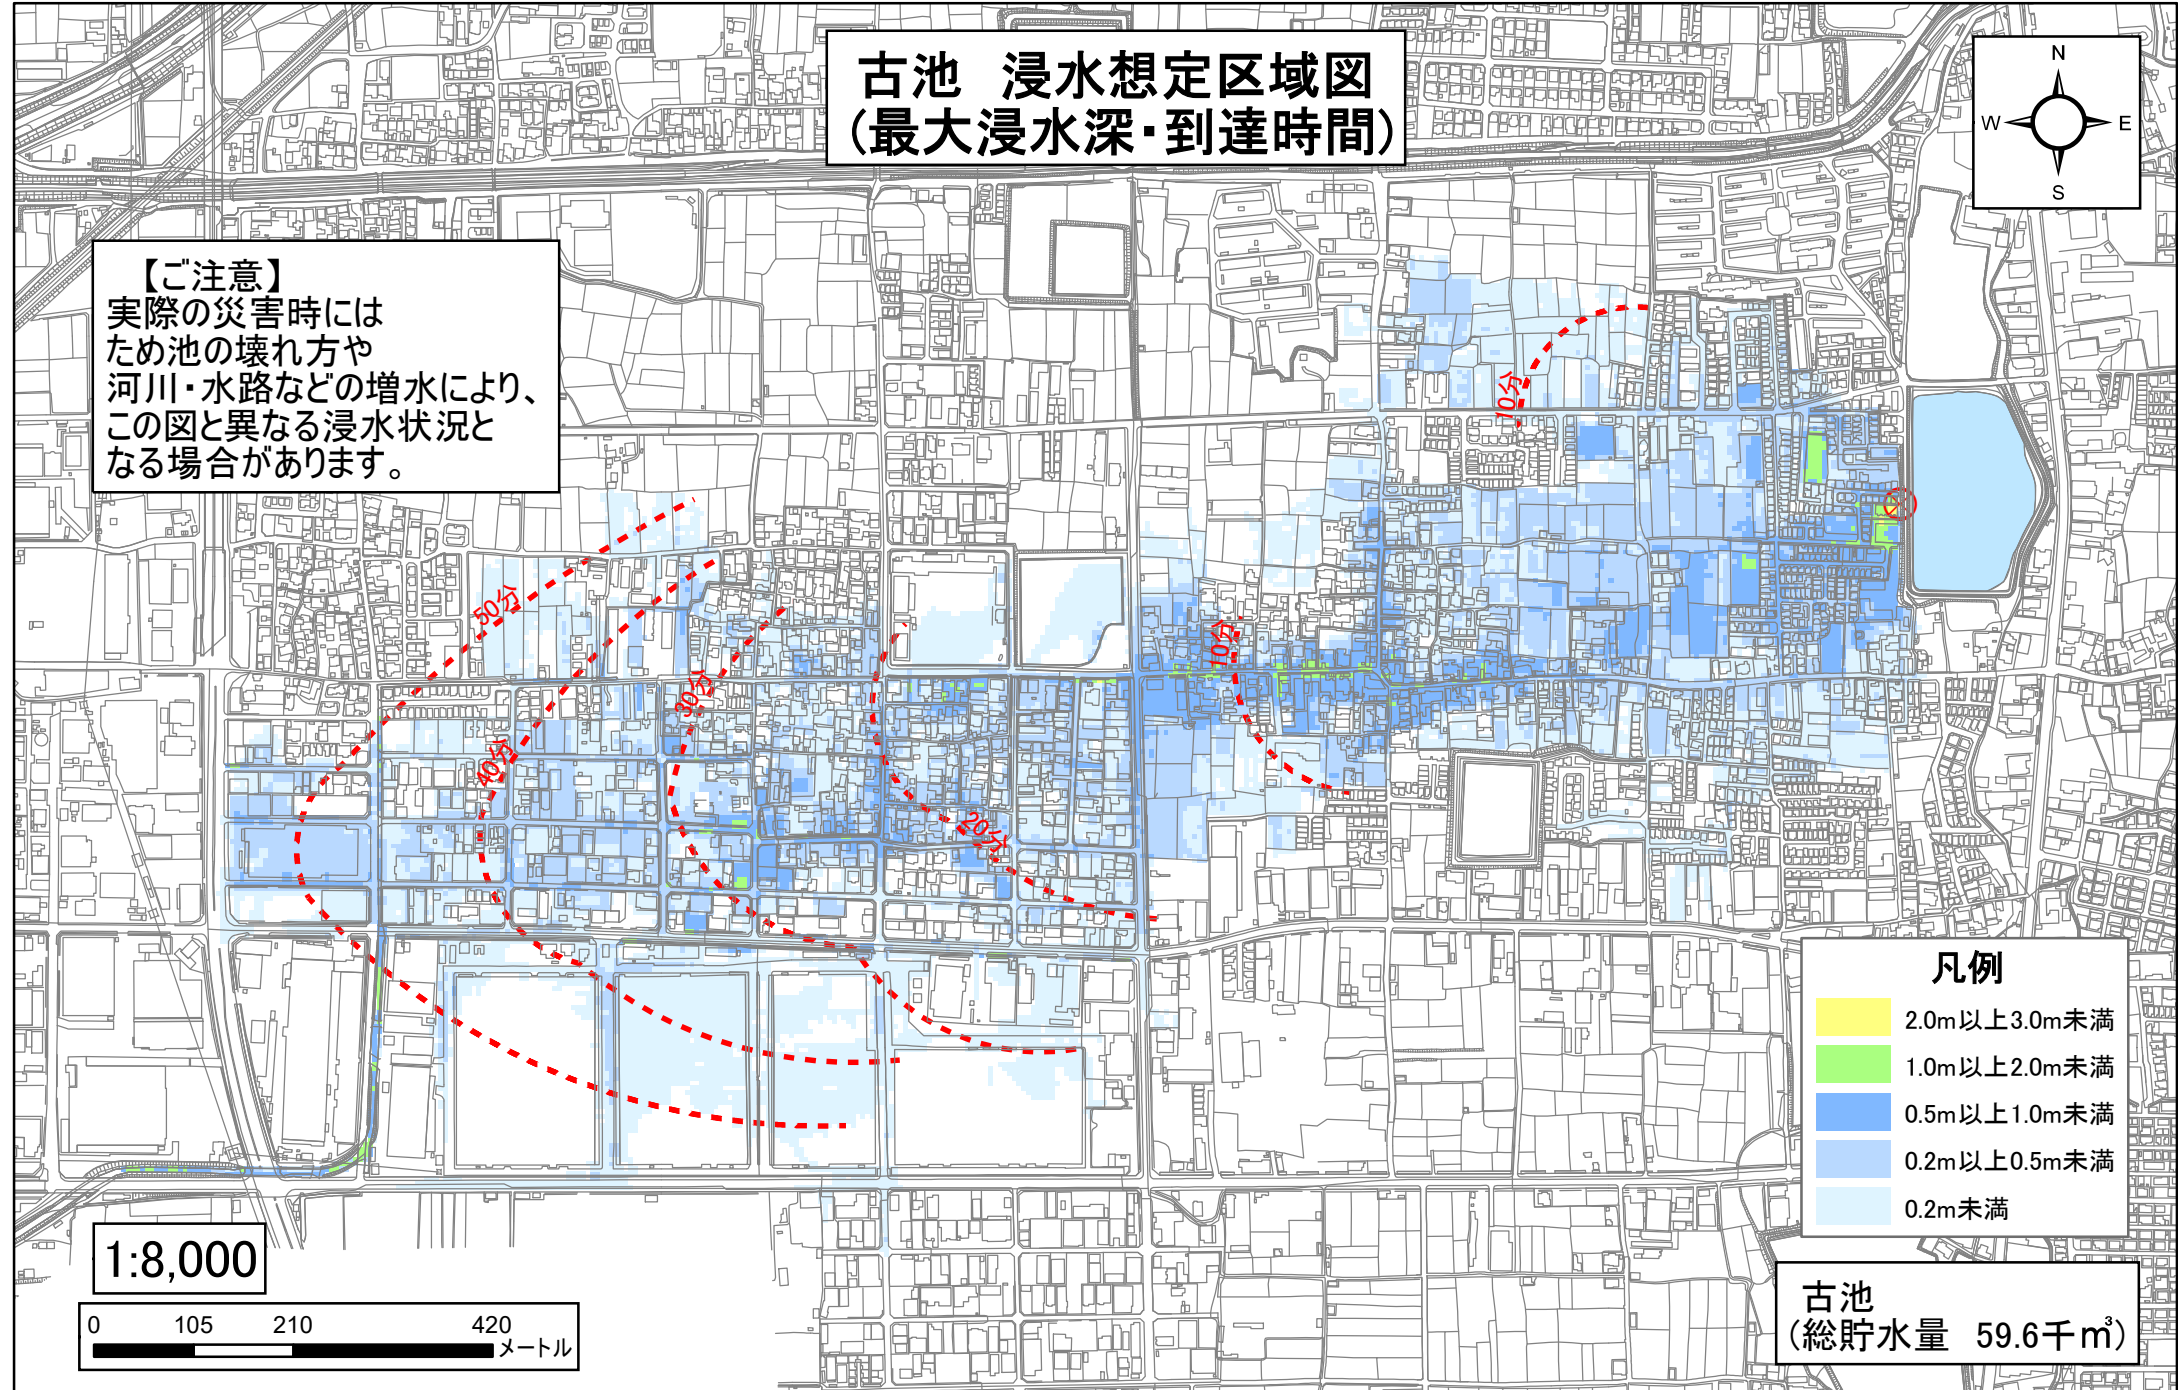 古池　浸水想定区域図
(最大浸水深・到達時間)
N
W
E
S
【ご注意】
実際の災害時には
ため池の壊れ方や
河川・水路などの増水により、
この図と異なる浸水状況と
なる場合があります。
10分
50分
10分
30分
40分
20分
凡例
2.0m以上3.0m未満
1.0m以上2.0m未満
0.5m以上1.0m未満
0.2m以上0.5m未満
0.2m未満
1:8,000
0 105 210 420
メートル
古池
(総貯水量　59.6千㎥)